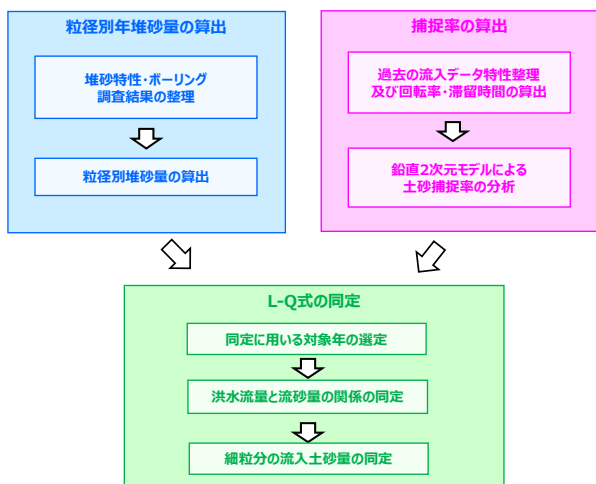 粒径別年堆砂量の算出
堆砂特性・ボーリング
調査結果の整理
粒径別堆砂量の算出
捕捉率の算出
過去の流入データ特性整理
及び回転率・滞留時間の算出
鉛直2次元モデルによる
土砂捕捉率の分析
L-Q式の同定
同定に用いる対象年の選定
洪水流量と流砂量の関係の同定
細粒分の流入土砂量の同定